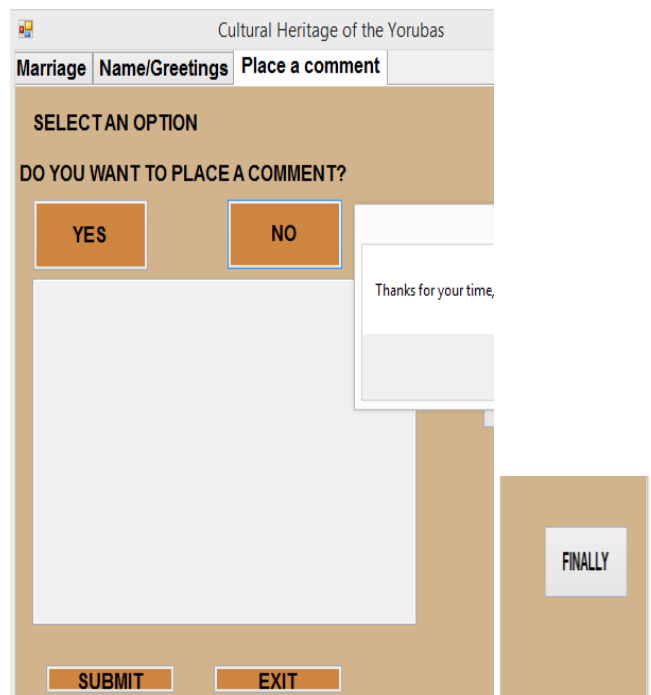 Cultural Heritage of the Yorubas
Marriage Name/Greetings Place a comment
SELECT AN OPTION
DO YOU WANT TO PLACE A COMMENT?
YES NO
Thanks for your time,
FINALLY
SUBMIT EXIT